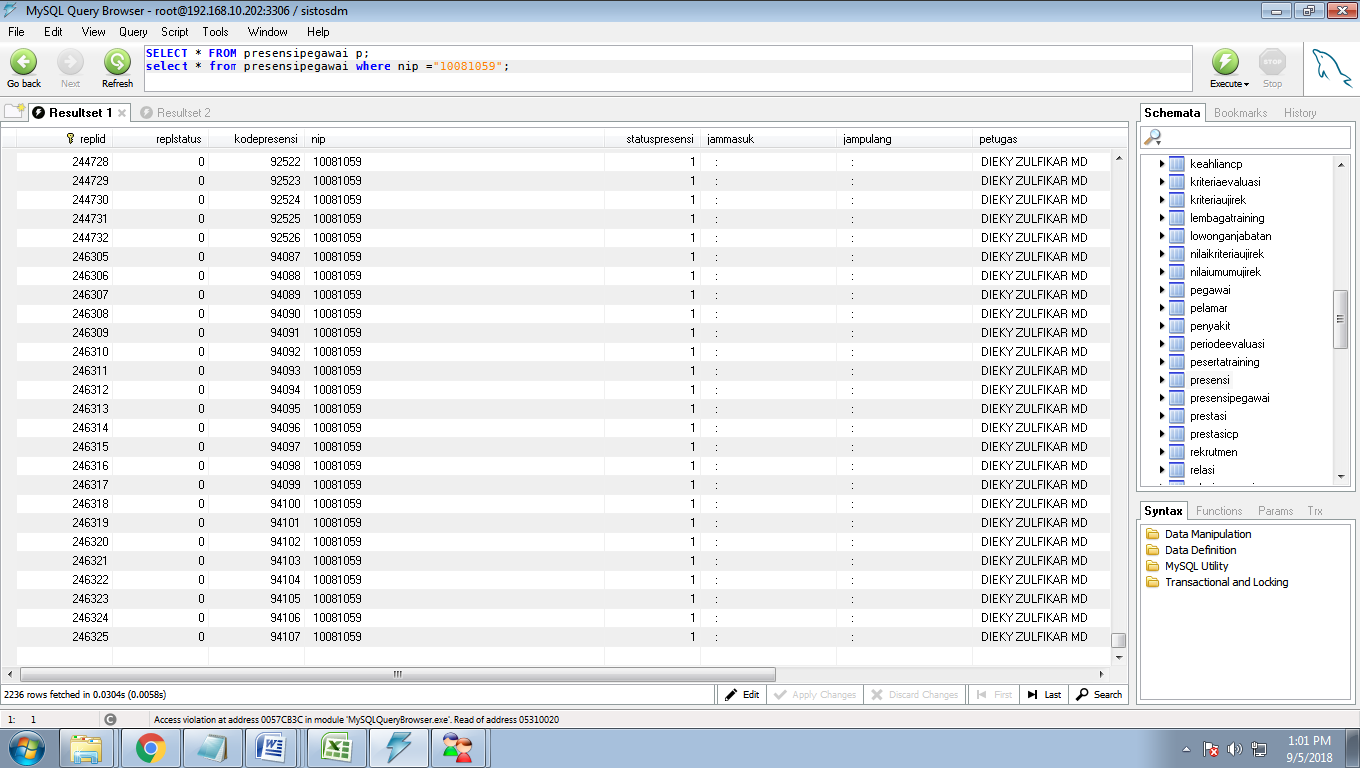 MySQL Query Browser - root@192.168.10.202:3306 / sistosdm
File Edit View Query Script Tools Window Help
SELECT * FROM presensipegawai p;
select * from presensipegawai where nip ="10081059";
Go back Next Refresh Execute Stop
STOP
Resultset 1 Resultset 2
replid replstatus kodepresensi nip statuspresensi jammasuk jampulang petugas
244728 0 92522 10081059 1 : : DIEKY ZULFIKAR MD
244729 0 92523 10081059 1 : : DIEKY ZULFIKAR MD
244730 0 92524 10081059 1 : : DIEKY ZULFIKAR MD
244731 0 92525 10081059 1 : : DIEKY ZULFIKAR MD
244732 0 92526 10081059 1 : : DIEKY ZULFIKAR MD
246305 0 94087 10081059 1 : : DIEKY ZULFIKAR MD
246306 0 94088 10081059 1 : : DIEKY ZULFIKAR MD
246307 0 94089 10081059 1 : : DIEKY ZULFIKAR MD
246308 0 94090 10081059 1 : : DIEKY ZULFIKAR MD
246309 0 94091 10081059 1 : : DIEKY ZULFIKAR MD
246310 0 94092 10081059 1 : : DIEKY ZULFIKAR MD
246311 0 94093 10081059 1 : : DIEKY ZULFIKAR MD
246312 0 94094 10081059 1 : : DIEKY ZULFIKAR MD
246313 0 94095 10081059 1 : : DIEKY ZULFIKAR MD
246314 0 94096 10081059 1 : : DIEKY ZULFIKAR MD
246315 0 94097 10081059 1 : : DIEKY ZULFIKAR MD
246316 0 94098 10081059 1 : : DIEKY ZULFIKAR MD
246317 0 94099 10081059 1 : : DIEKY ZULFIKAR MD
246318 0 94100 10081059 1 : : DIEKY ZULFIKAR MD
246319 0 94101 10081059 1 : : DIEKY ZULFIKAR MD
246320 0 94102 10081059 1 : : DIEKY ZULFIKAR MD
246321 0 94103 10081059 1 : : DIEKY ZULFIKAR MD
246322 0 94104 10081059 1 : : DIEKY ZULFIKAR MD
246323 0 94105 10081059 1 : : DIEKY ZULFIKAR MD
246324 0 94106 10081059 1 : : DIEKY ZULFIKAR MD
246325 0 94107 10081059 1 : : DIEKY ZULFIKAR MD
2236 rows fetched in 0.0304s (0.0058s) Edit Apply Changes Discard Changes First Last Search
Schemata Bookmarks History
keahliancp
kriteriaevaluasi
kriteriaujirek
lembagatraining
lowonganjabatan
nilaikriteriaujirek
nilaiumumujirek
pegawai
pelamar
penyakit
periodeevaluasi
pesertatraining
presensi
presensipegawai
prestasi
prestasicp
rekrutmen
relasi
Syntax Functions Params Trx
Data Manipulation
Data Definition
MySQL Utility
Transactional and Locking
1: 1 Access violation at address 0057CB3C in module 'MySQLQueryBrowser.exe'. Read of address 05310020
1:01 PM
9/5/2018